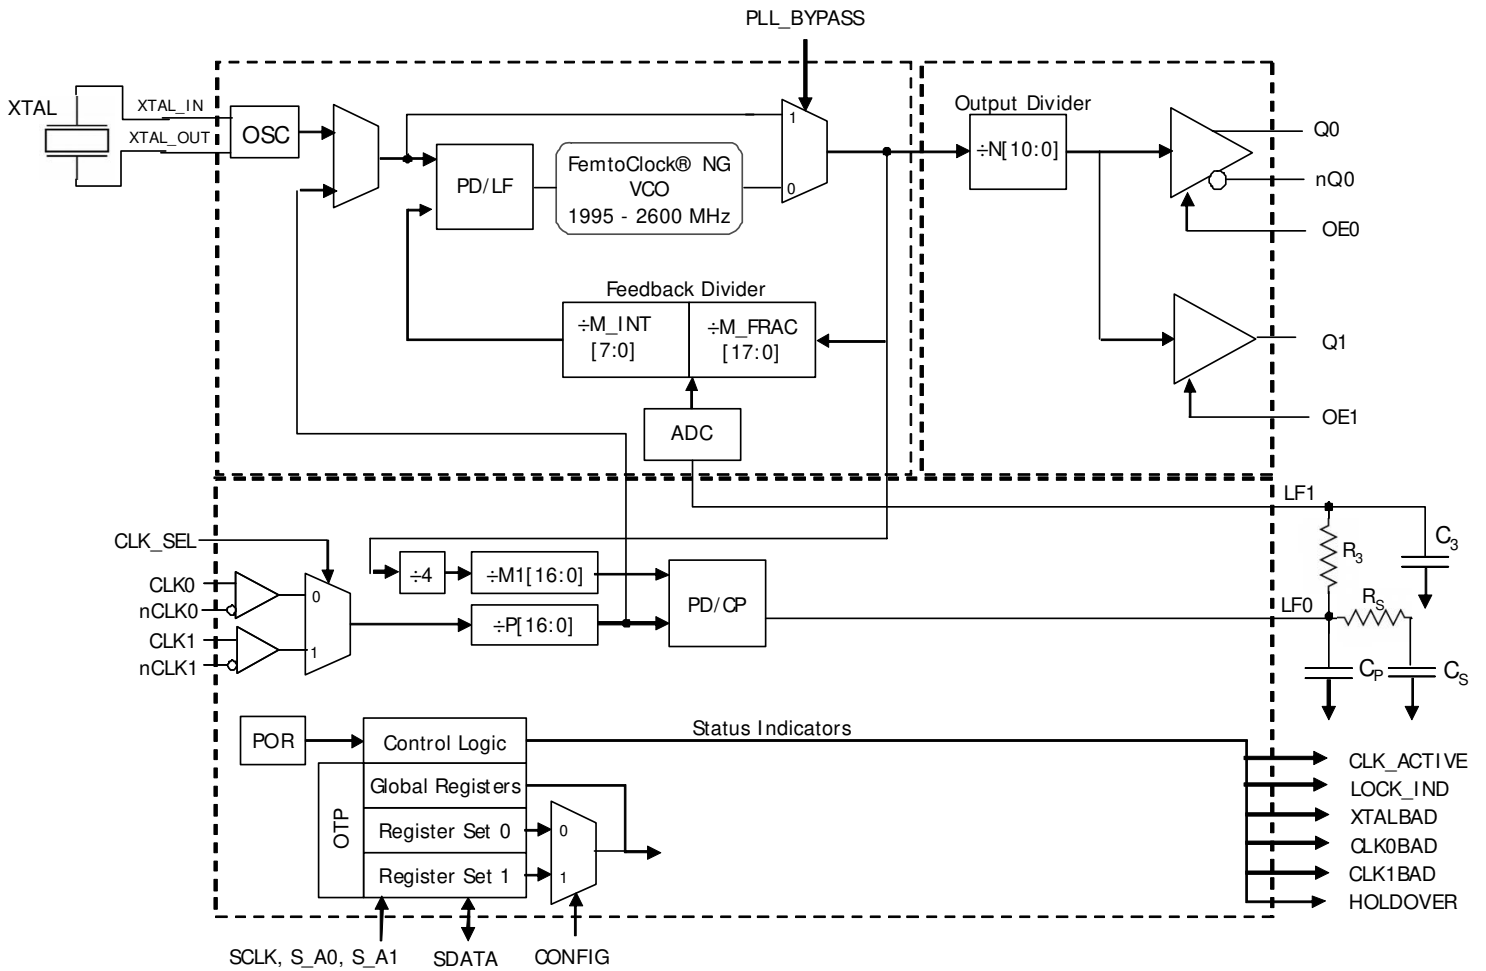 PLL_BYPASS
XTAL
XTAL_IN
XTAL_OUT
OSC
PD/LF
FemtoClock® NG
VCO
1995 - 2600 MHz
1
0
Output Divider
÷N[10:0]
Q0
nQ0
OE0
Q1
OE1
Feedback Divider
÷M_INT
[7:0]
÷M_FRAC
[17:0]
ADC
LF1
R3
C3
LF0
RS
CP
CS
CLK_SEL
CLK0
nCLK0
CLK1
nCLK1
0
1
÷4
÷M1[16:0]
÷P[16:0]
PD/CP
POR
Control Logic
Status Indicators
Global Registers
OTP
Register Set 0
Register Set 1
0
1
CLK_ACTIVE
LOCK_IND
XTALBAD
CLK0BAD
CLK1BAD
HOLDOVER
SCLK, S_A0, S_A1
SDATA
CONFIG